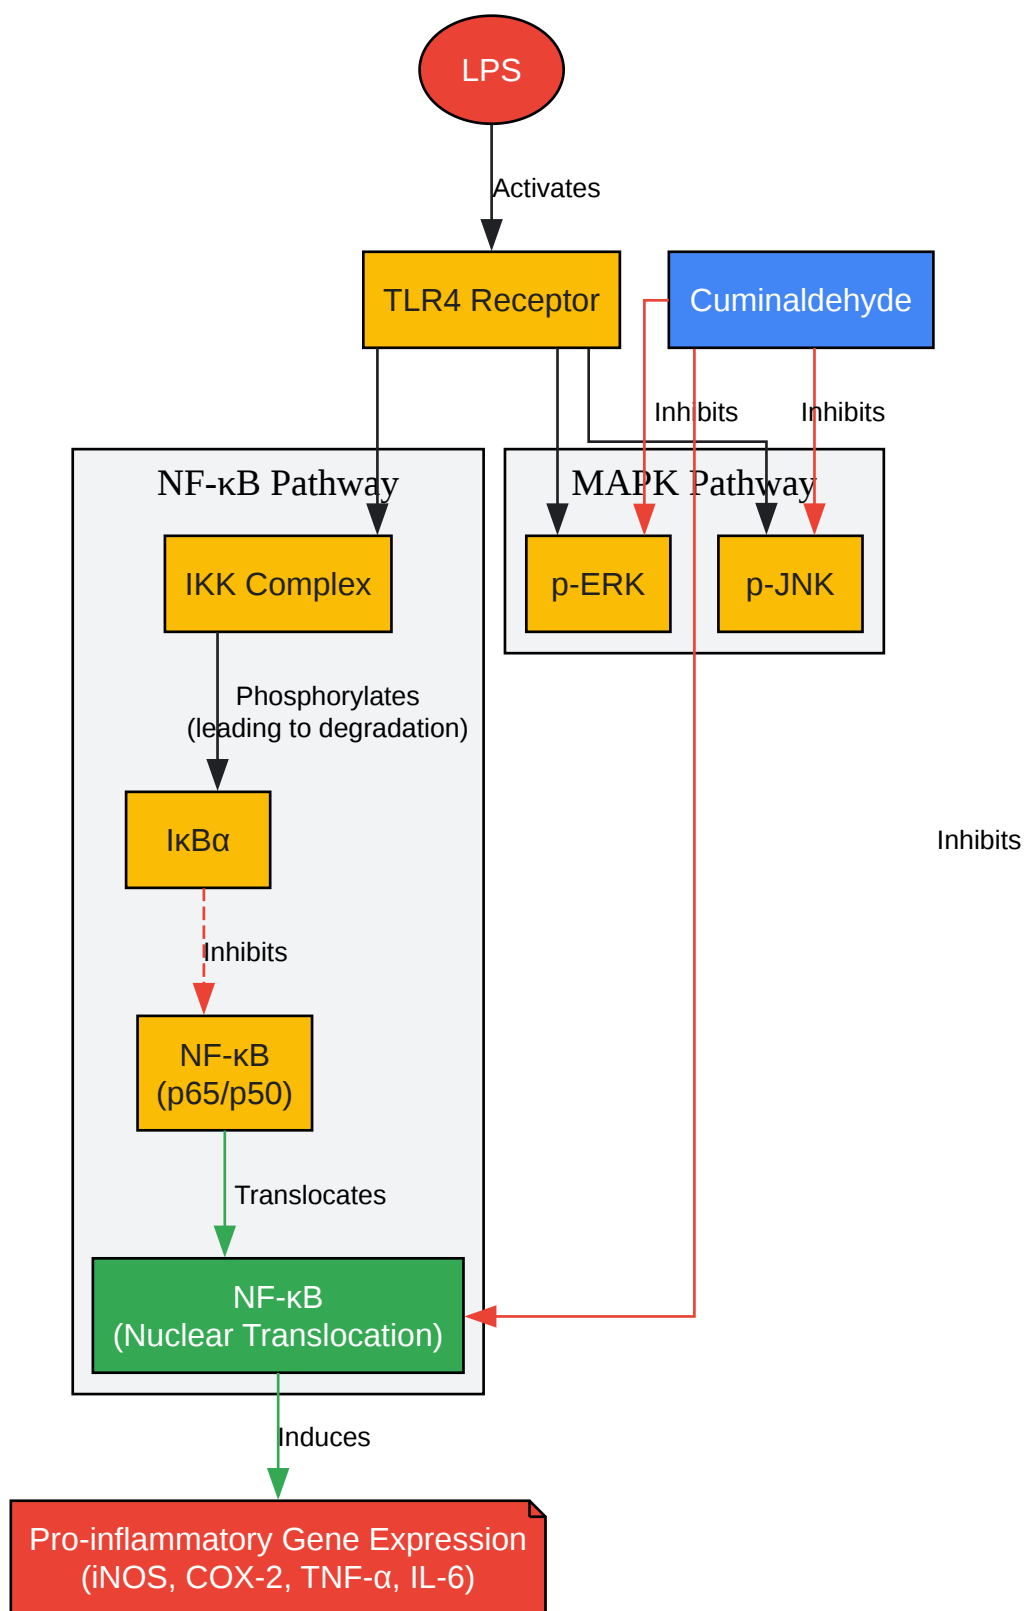 LPS
Activates
TLR4 Receptor
Cuminaldehyde
Inhibits
Inhibits
NF-κB Pathway
MAPK Pathway
IKK Complex
p-ERK
p-JNK
Phosphorylates
(leading to degradation)
IκBα
Inhibits
Inhibits
NF-κB
(p65/p50)
Translocates
NF-κB
(Nuclear Translocation)
Induces
Pro-inflammatory Gene Expression
(iNOS, COX-2, TNF-α, IL-6)